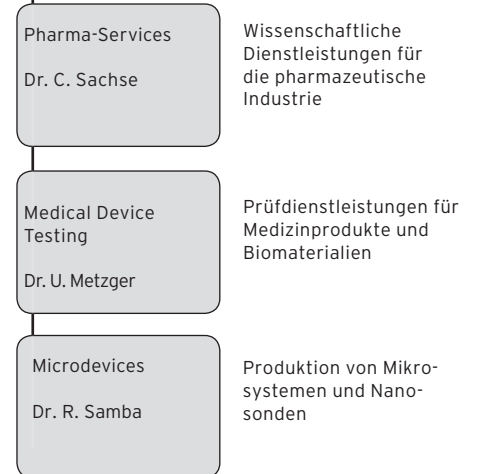 Pharma-Services
Dr. C. Sachse
Wissenschaftliche
Dienstleistungen für
die pharmazeutische
Industrie
Medical Device
Testing
Dr. U. Metzger
Prüfdienstleistungen für
Medizinprodukte und
Biomaterialien
Microdevices
Dr. R. Samba
Produktion von Mikro-
systemen und Nano-
sonden